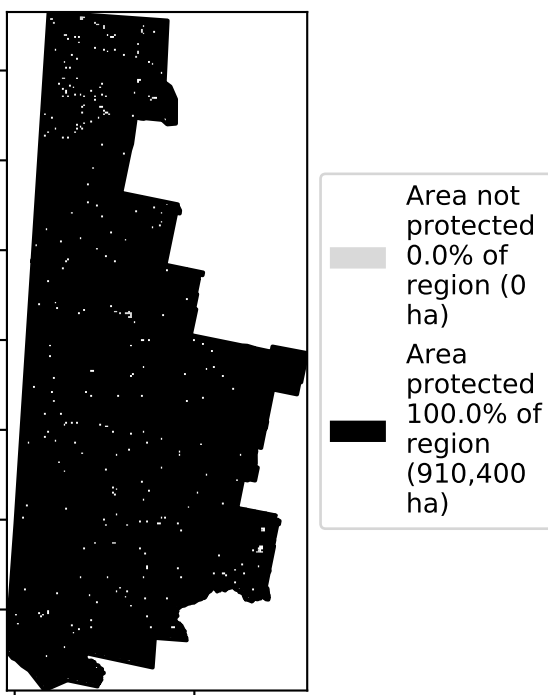 Area not
protected
0.0% of
region (0
ha)
Area
protected
100.0% of
region
(910,400
ha)